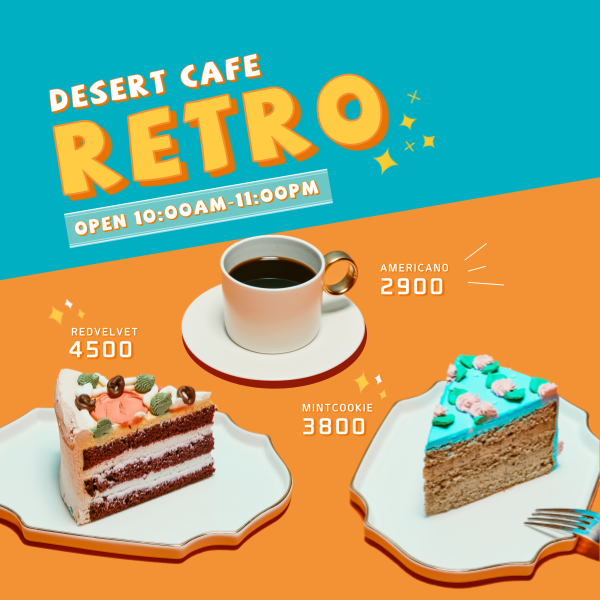 DESERT CAFE
RETRO
OPEN 10:00AM-11:00PM
AMERICANO
2900
REDVELVET
4500
MINTCOOKIE
3800